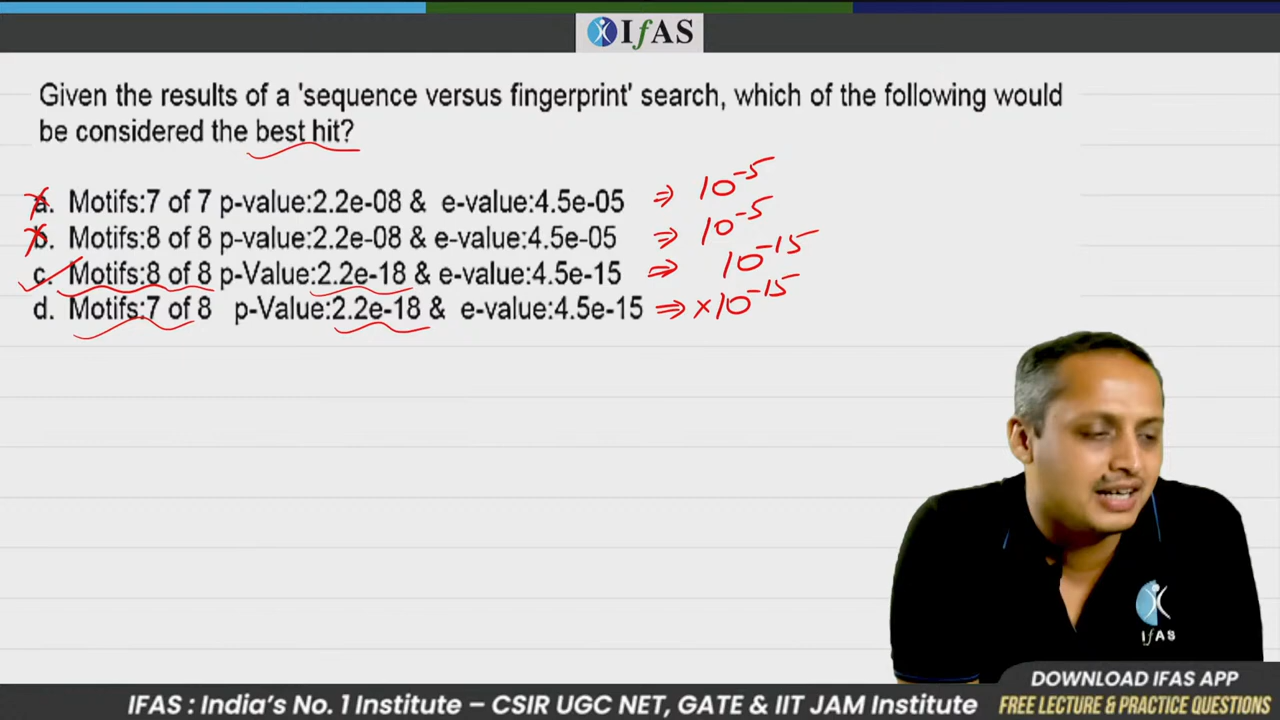 IfAS
Given the results of a 'sequence versus fingerprint' search, which of the following would
be considered the best hit?
a. Motifs:7 of 7 p-value:2.2e-08 & e-value:4.5e-05 ⇒ 10⁻⁵
b. Motifs:8 of 8 p-value:2.2e-08 & e-value:4.5e-05 ⇒ 10⁻⁵
c. Motifs:8 of 8 p-Value:2.2e-18 & e-value:4.5e-15 ⇒ 10⁻¹⁵
d. Motifs:7 of 8 p-Value:2.2e-18 & e-value:4.5e-15 ⇒ ×10⁻¹⁵
IfAS
DOWNLOAD IFAS APP
IFAS : India's No. 1 Institute – CSIR UGC NET, GATE & IIT JAM Institute
FREE LECTURE & PRACTICE QUESTIONS